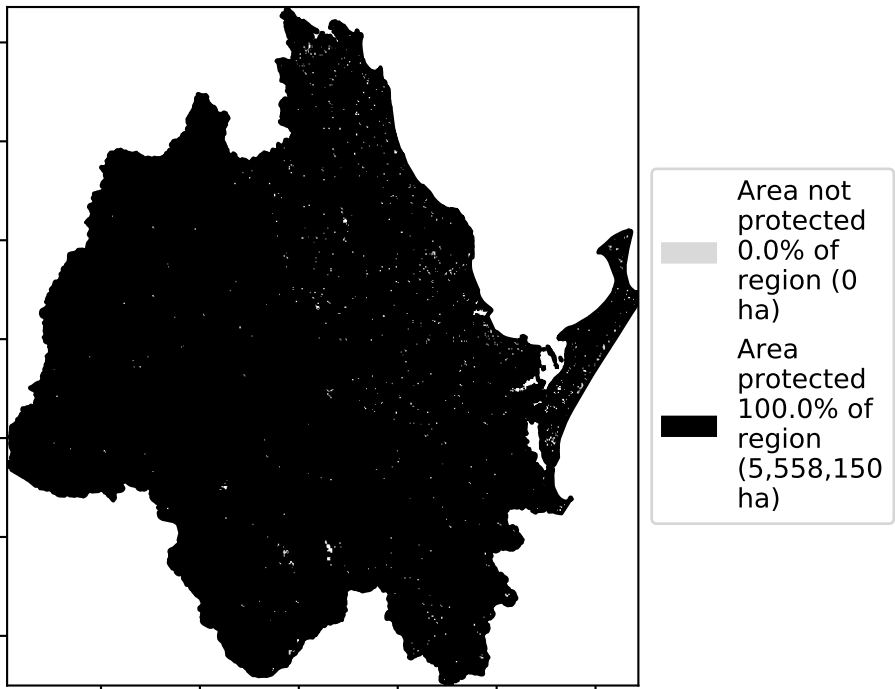 Area not
protected
0.0% of
region (0
ha)
Area
protected
100.0% of
region
(5,558,150
ha)